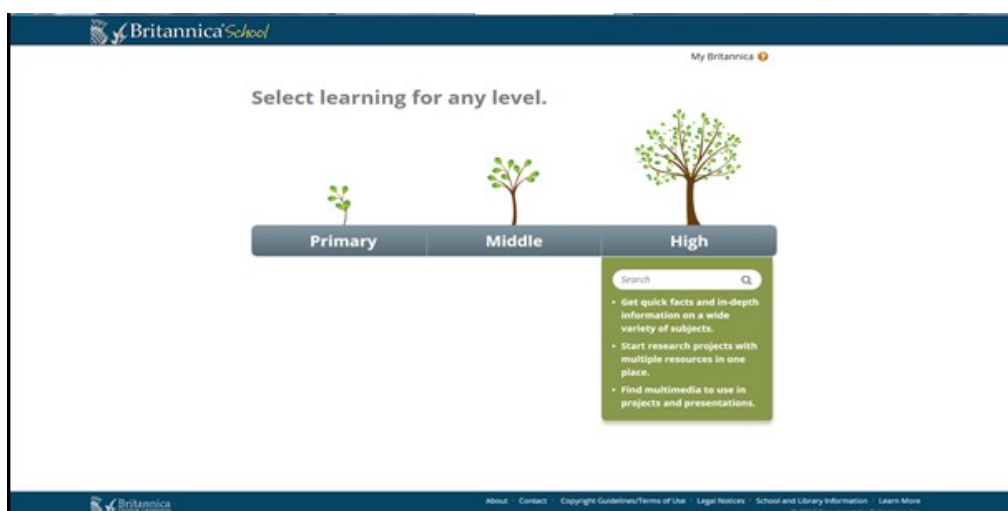 Britannica School
My Britannica ?
Select learning for any level.
Primary Middle High
Search
• Get quick facts and in-depth
information on a wide
variety of subjects.
• Start research projects with
multiple resources in one
place.
• Find multimedia to use in
projects and presentations.
Britannica
About · Contact · Copyright Guidelines/Terms of Use · Legal Notices · School and Library Information · Learn More